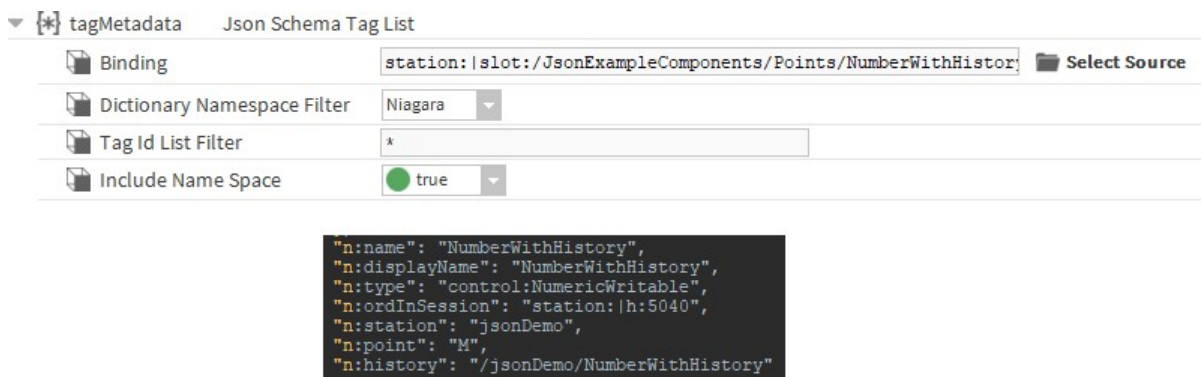 tagMetadata Json Schema Tag List
Binding station:|slot:/JsonExampleComponents/Points/NumberWithHistory Select Source
Dictionary Namespace Filter Niagara
Tag Id List Filter *
Include Name Space true
"n:name": "NumberWithHistory",
"n:displayName": "NumberWithHistory",
"n:type": "control:NumericWritable",
"n:ordInSession": "station:|h:5040",
"n:station": "jsonDemo",
"n:point": "M",
"n:history": "/jsonDemo/NumberWithHistory"